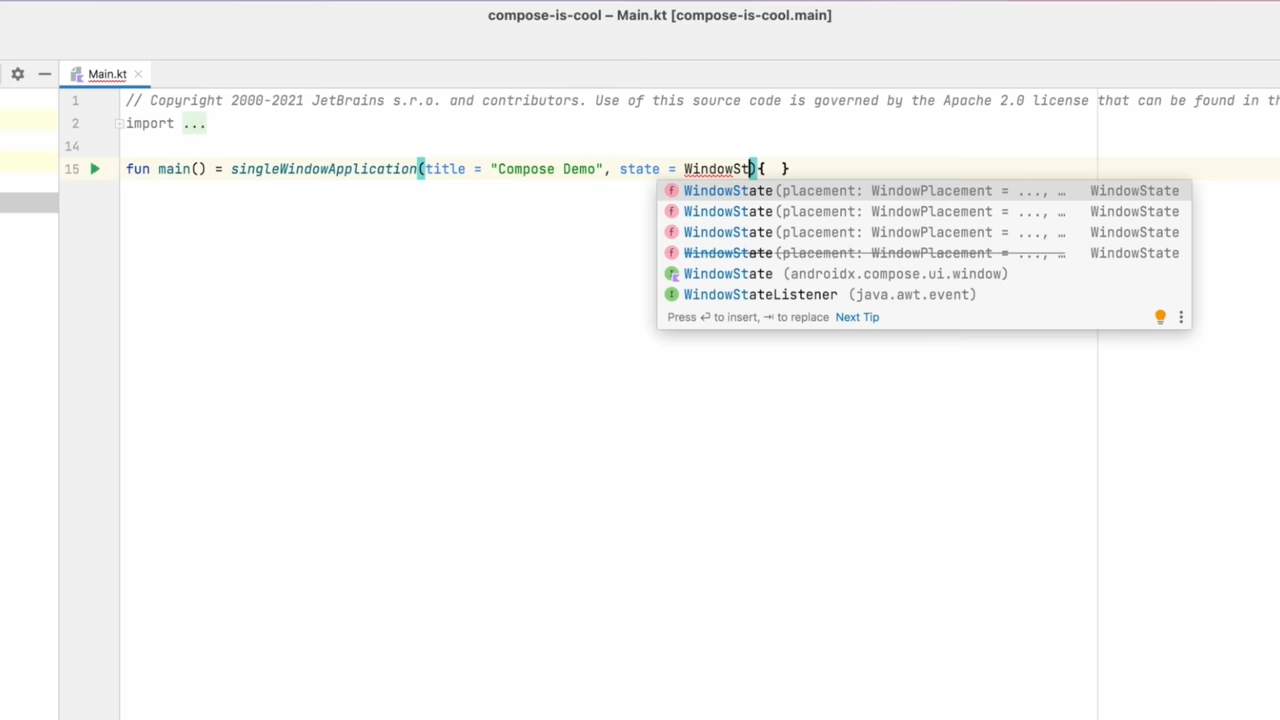 compose-is-cool – Main.kt [compose-is-cool.main]
Main.kt
1 // Copyright 2000-2021 JetBrains s.r.o. and contributors. Use of this source code is governed by the Apache 2.0 license that can be found in th
2 import ...
14
15 fun main() = singleWindowApplication(title = "Compose Demo", state = WindowSt){  }
WindowState(placement: WindowPlacement = ..., … WindowState
WindowState(placement: WindowPlacement = ..., … WindowState
WindowState(placement: WindowPlacement = ..., … WindowState
WindowState(placement: WindowPlacement = ..., … WindowState
WindowState (androidx.compose.ui.window)
WindowStateListener (java.awt.event)
Press ↵ to insert, ⇥ to replace Next Tip